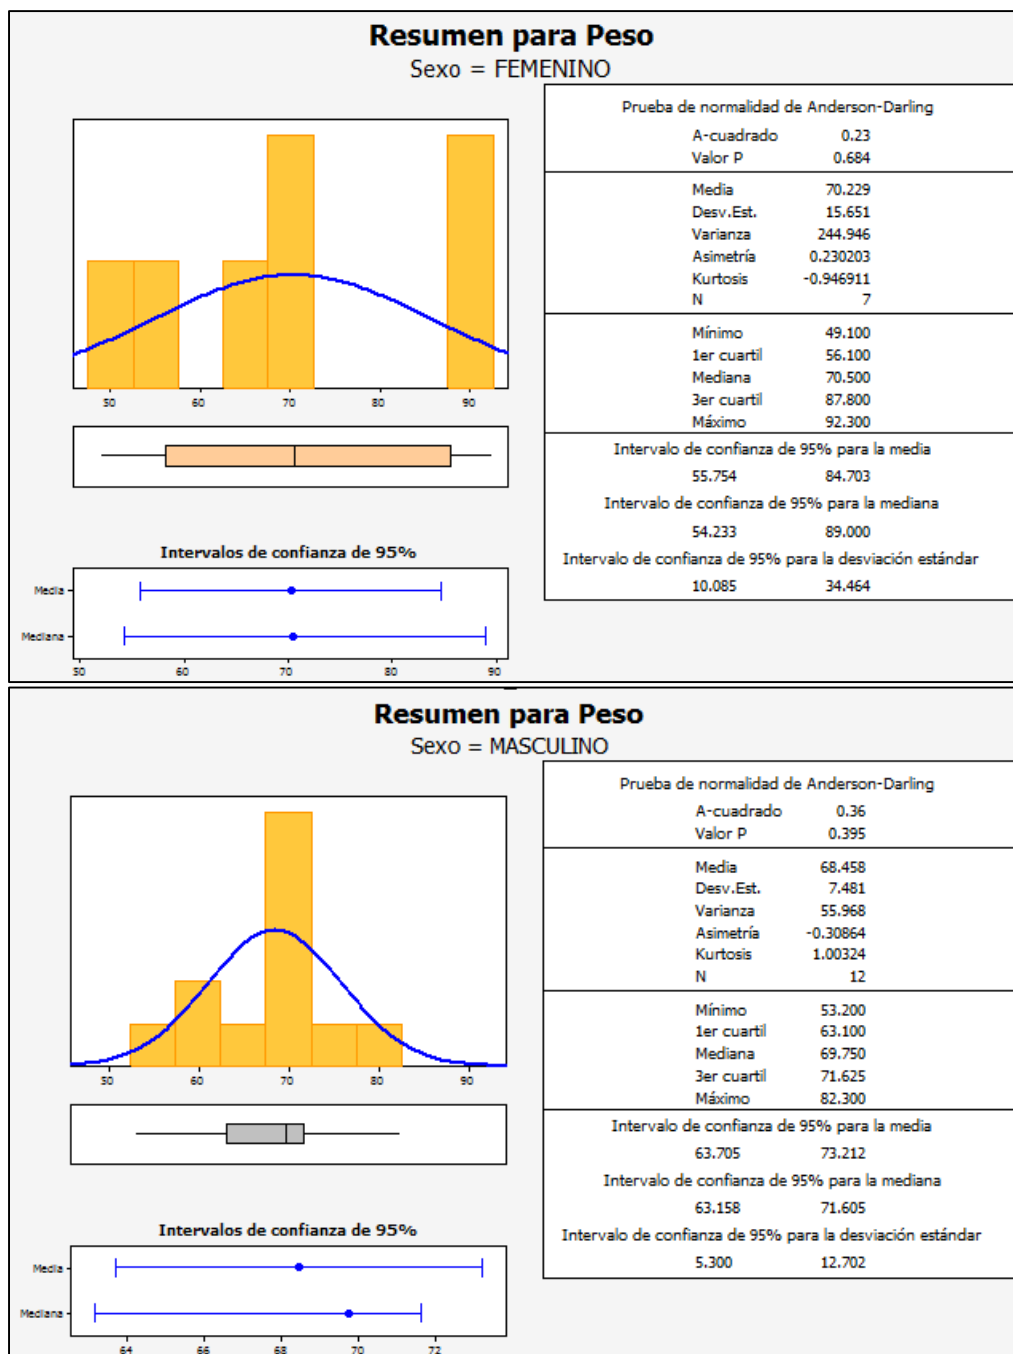 Resumen para Peso
Sexo = FEMENINO
Prueba de normalidad de Anderson-Darling
A-cuadrado 0.23
Valor P 0.684
Media 70.229
Desv.Est. 15.651
Varianza 244.946
Asimetría 0.230203
Kurtosis -0.946911
N 7
Mínimo 49.100
1er cuartil 56.100
Mediana 70.500
3er cuartil 87.800
Máximo 92.300
Intervalo de confianza de 95% para la media
55.754 84.703
Intervalo de confianza de 95% para la mediana
54.233 89.000
Intervalo de confianza de 95% para la desviación estándar
10.085 34.464
50 60 70 80 90
Intervalos de confianza de 95%
Media
Mediana
50 60 70 80 90
Resumen para Peso
Sexo = MASCULINO
Prueba de normalidad de Anderson-Darling
A-cuadrado 0.36
Valor P 0.395
Media 68.458
Desv.Est. 7.481
Varianza 55.968
Asimetría -0.30864
Kurtosis 1.00324
N 12
Mínimo 53.200
1er cuartil 63.100
Mediana 69.750
3er cuartil 71.625
Máximo 82.300
Intervalo de confianza de 95% para la media
63.705 73.212
Intervalo de confianza de 95% para la mediana
63.158 71.605
Intervalo de confianza de 95% para la desviación estándar
5.300 12.702
50 60 70 80 90
Intervalos de confianza de 95%
Media
Mediana
64 66 68 70 72